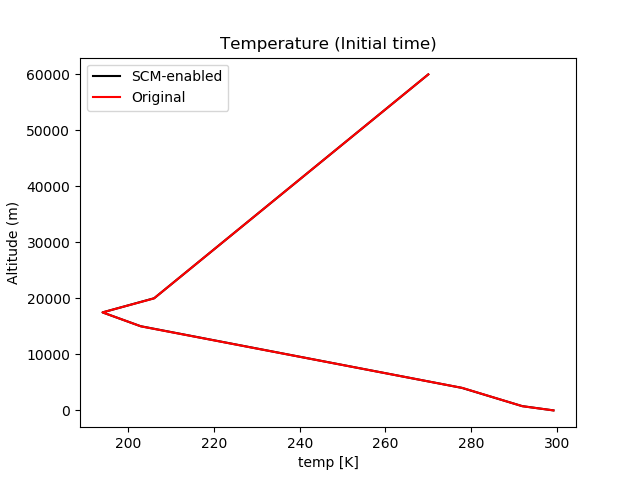 Temperature (Initial time)
SCM-enabled
Original
60000
50000
40000
30000
20000
10000
0
Altitude (m)
200 220 240 260 280 300
temp [K]